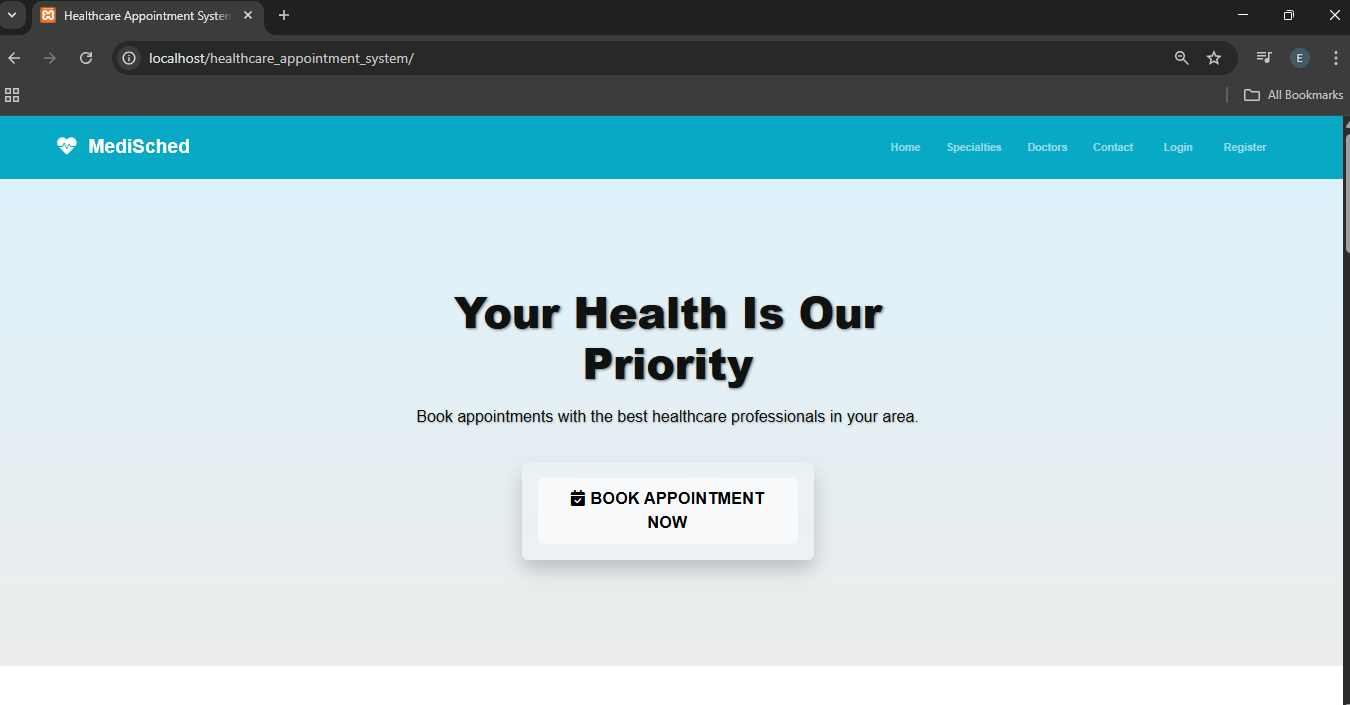 Healthcare Appointment System
localhost/healthcare_appointment_system/
E
All Bookmarks
MediSched
Home Specialties Doctors Contact Login Register
Your Health Is Our
Priority
Book appointments with the best healthcare professionals in your area.
BOOK APPOINTMENT
NOW